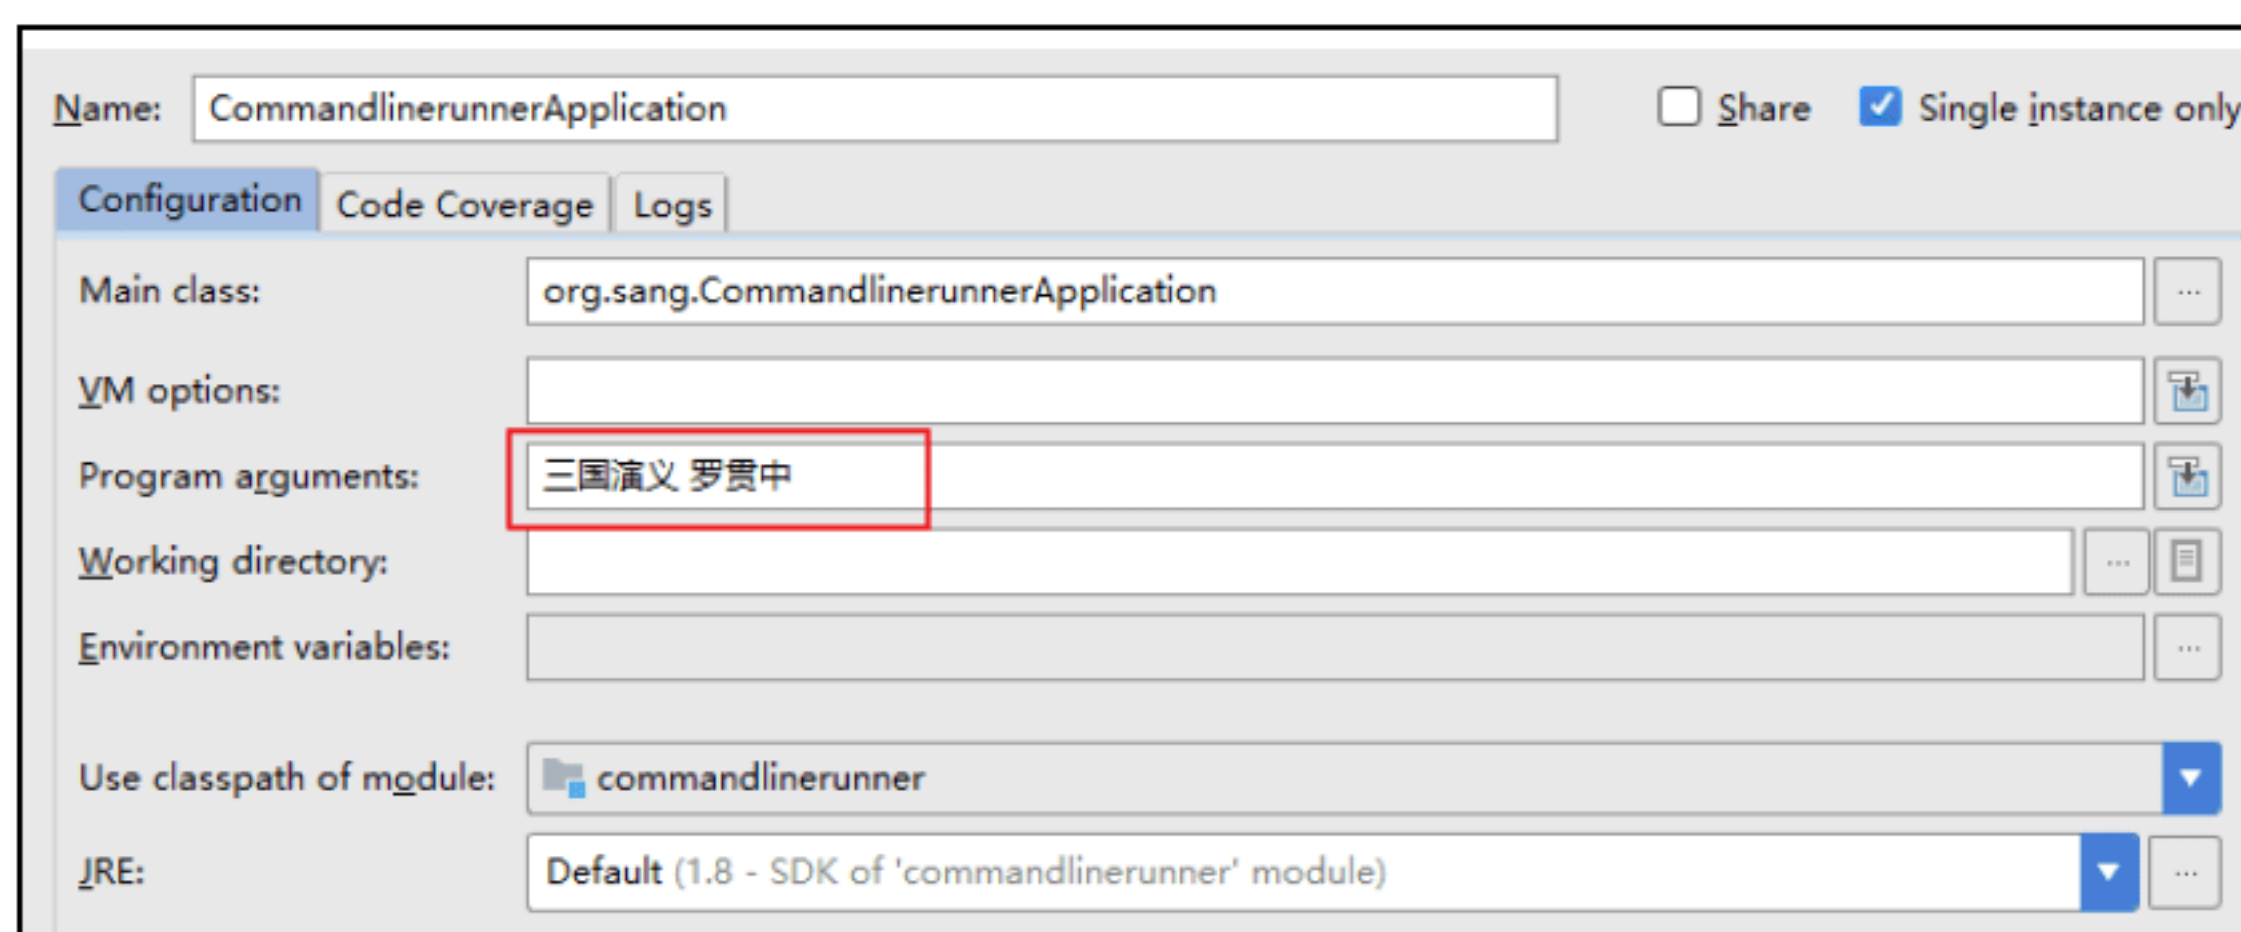 Name: CommandlinerunnerApplication Share Single instance only
Configuration Code Coverage Logs
Main class: org.sang.CommandlinerunnerApplication ...
VM options:
Program arguments: 三国演义 罗贯中
Working directory: ...
Environment variables: ...
Use classpath of module: commandlinerunner
JRE: Default (1.8 - SDK of 'commandlinerunner' module) ...